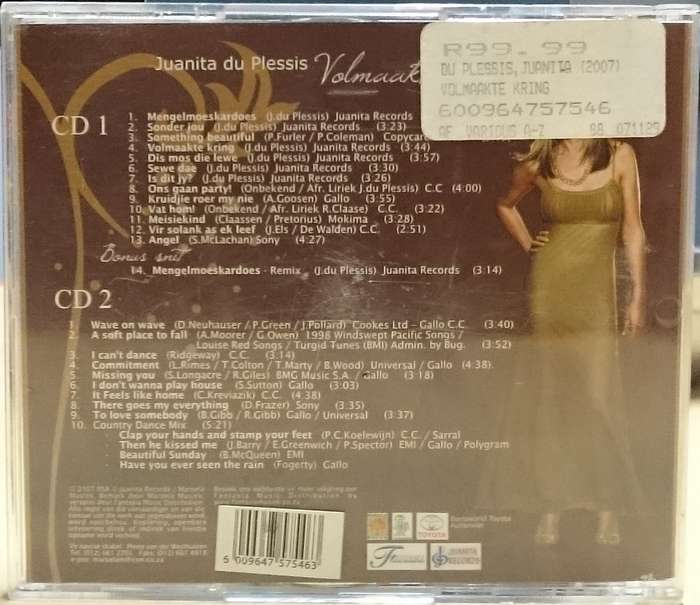 Juanita du Plessis Volmaak
R99.99
DU PLESSIS,JUANITA (2007)
VOLMAAKTE KRING
600964757546
AF. VARIOUS A-Z 88 071125
CD 1
1. Mengelmoeskardoes (J.du Plessis) Juanita Records
2. Sonder jou (J.du Plessis) Juanita Records (3:23)
3. Something beautiful (P.Furler / P.Coleman) Copycare
4. Volmaakte kring (J.du Plessis) Juanita Records (3:44)
5. Dis mos die lewe (J.du Plessis) Juanita Records (3:57)
6. Sewe dae (J.du Plessis) Juanita Records (3:30)
7. Is dit jy? (J.du Plessis) Juanita Records (3:26)
8. Ons gaan party! (Onbekend / Afr. Liriek J.du Plessis) C.C (4:00)
9. Kruidjie roer my nie (A.Goosen) Gallo (3:55)
10. Vat hom! (Onbekend / Afr. Liriek R.Claase) C.C. (3:22)
11. Meisiekind (Claassen / Pretorius) Mokima (3:28)
12. Vir solank as ek leef (J.Els / De Walden) C.C. (2:51)
13. Angel (S.McLachan) Sony (4:27)
Bonus snit
14. Mengelmoeskardoes - Remix (J.du Plessis) Juanita Records (3:14)
CD 2
1. Wave on wave (D.Neuhauser / P.Green / J.Pollard) Cookes Ltd - Gallo C.C. (3:40)
2. A soft place to fall (A.Moorer / G.Owen) 1998 Windswept Pacific Songs /
Louise Red Songs / Turgid Tunes (BMI) Admin. by Bug. (3:52)
3. I can't dance (Ridgeway) C.C. (3.14)
4. Commitment (L.Rimes / T.Colton / T.Marty / B.Wood) Universal / Gallo (4:38)
5. Missing you (S.Longacre / R.Giles) BMG Music S.A. / Gallo (3:18)
6. I don't wanna play house (S.Sutton) Gallo (3:03)
7. It Feels like home (C.Kreviazik) C.C. (4:38)
8. There goes my everything (D.Frazer) Sony (3:35)
9. To love somebody (B.Gibb / R.Gibb) Gallo / Universal (3:37)
10. Country Dance Mix (5:21)
Clap your hands and stamp your feet (P.C.Koelewijn) C.C. / Sarral
Then he kissed me (J.Barry / E.Greenwich / P.Spector) EMI / Gallo / Polygram
Beautiful Sunday (B.McQueen) EMI
Have you ever seen the rain (Fogerty) Gallo
5 009647 575463
TOYOTA
JUANITA
RECORDS